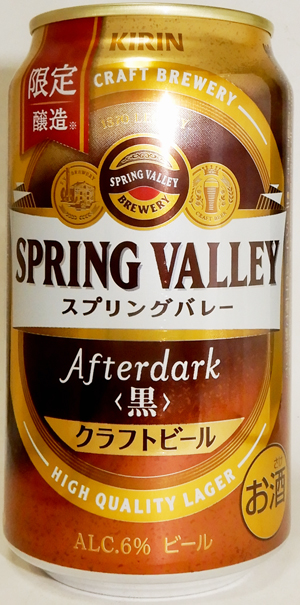 KIRIN
限定
醸造※
CRAFT BREWERY
SPRING VALLEY
BREWERY
SPRING VALLEY
スプリングバレー
Afterdark
〈黒〉
クラフトビール
HIGH QUALITY LAGER
さけ
お酒
ALC.6% ビール